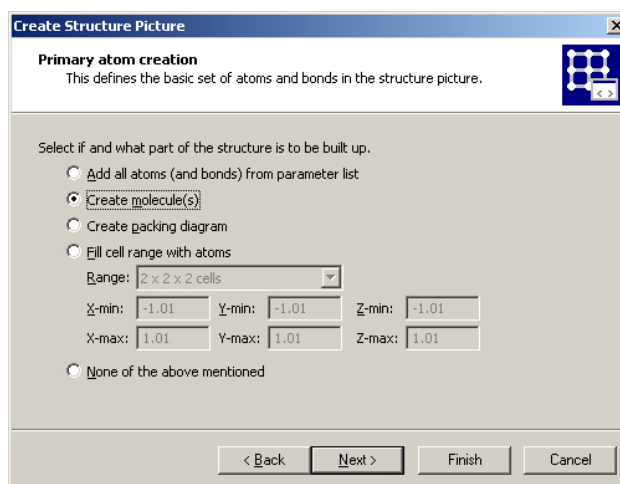 Create Structure Picture
Primary atom creation
This defines the basic set of atoms and bonds in the structure picture.
Select if and what part of the structure is to be built up.
Add all atoms (and bonds) from parameter list
Create molecule(s)
Create packing diagram
Fill cell range with atoms
Range: 2 x 2 x 2 cells
X-min: -1.01 Y-min: -1.01 Z-min: -1.01
X-max: 1.01 Y-max: 1.01 Z-max: 1.01
None of the above mentioned
< Back Next > Finish Cancel